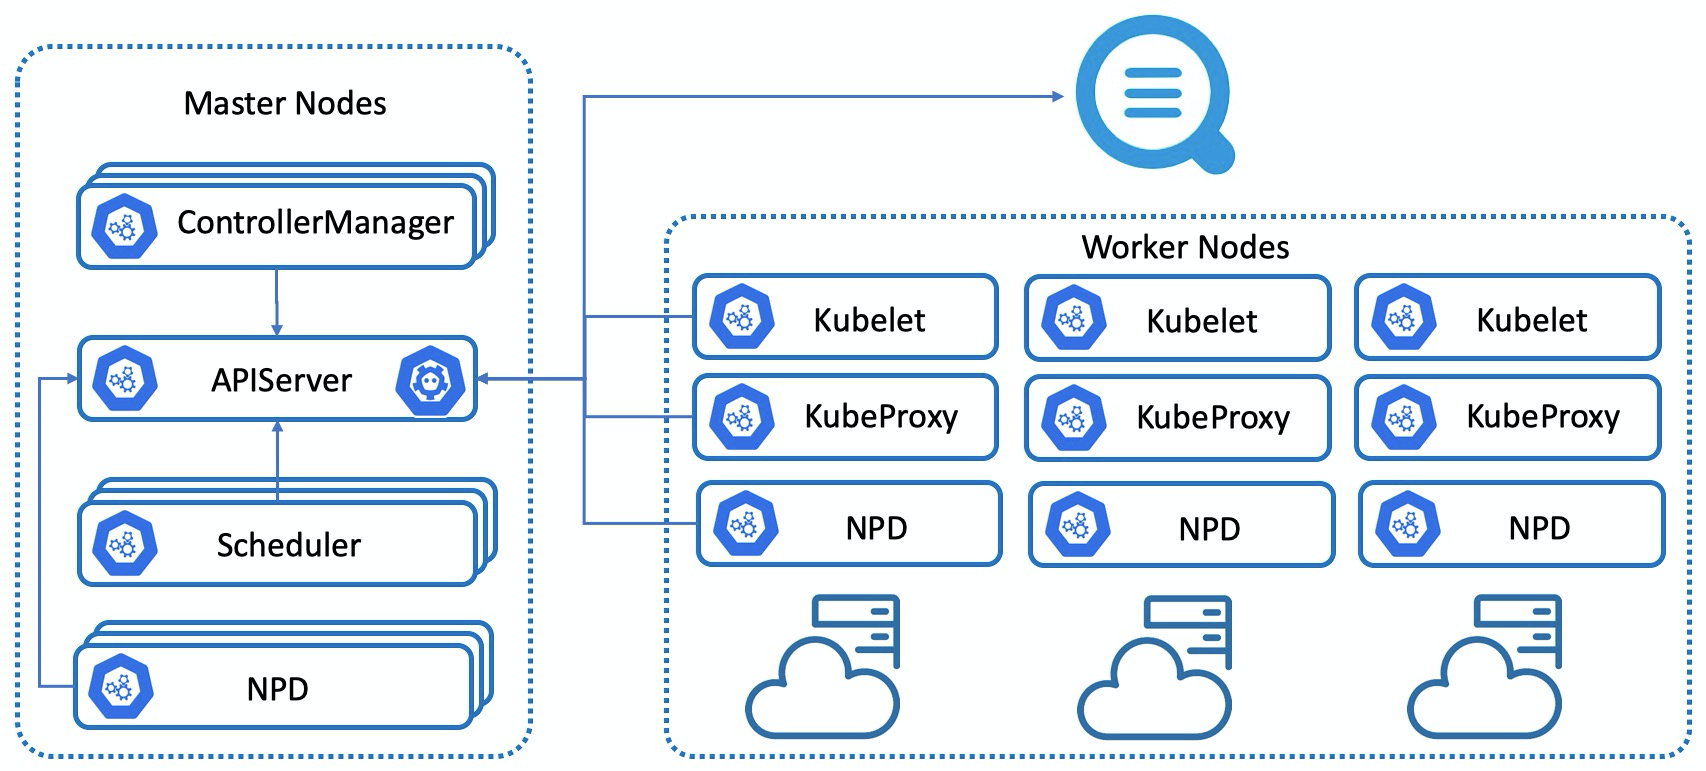 Master Nodes
ControllerManager
APIServer
Scheduler
NPD
Worker Nodes
Kubelet
Kubelet
Kubelet
KubeProxy
KubeProxy
KubeProxy
NPD
NPD
NPD